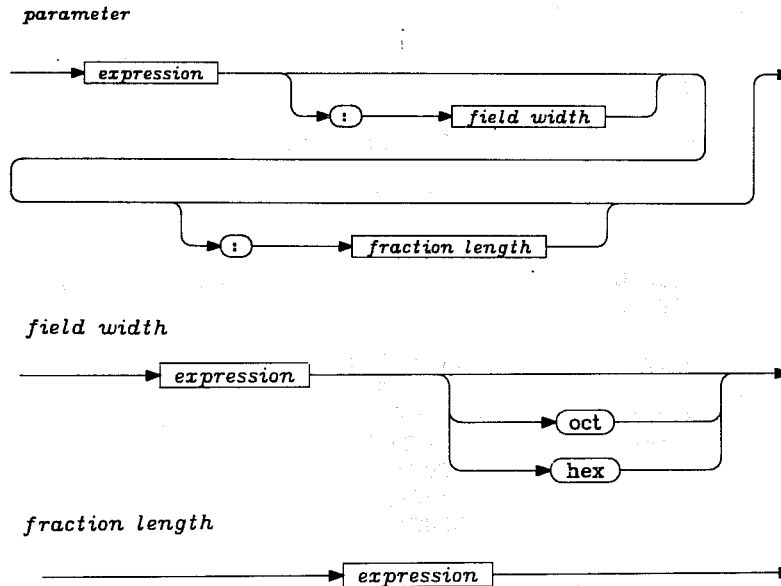 parameter
expression
: field width
: fraction length
field width
expression
oct
hex
fraction length
expression